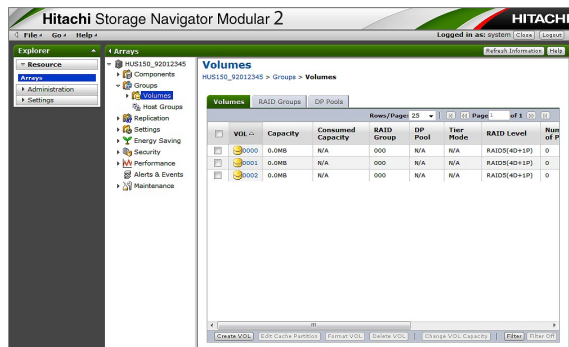 Hitachi Storage Navigator Modular 2
HITACHI
File Go Help
Logged in as: system Close Logout
Explorer
Arrays
Refresh Information Help
Resource
Arrays
Administration
Settings
HUS150_92012345
Components
Groups
Volumes
Host Groups
Replication
Settings
Energy Saving
Security
Performance
Alerts & Events
Maintenance
Volumes
HUS150_92012345 > Groups > Volumes
Volumes RAID Groups DP Pools
Rows/Page: 25 Page 1 of 1
VOL Capacity Consumed Capacity RAID Group DP Pool Tier Mode RAID Level Num of P
0000 0.0MB N/A 000 N/A N/A RAID5(4D+1P) 0
0001 0.0MB N/A 000 N/A N/A RAID5(4D+1P) 0
0002 0.0MB N/A 000 N/A N/A RAID5(4D+1P) 0
Create VOL Edit Cache Partition Format VOL Delete VOL Change VOL Capacity Filter Filter Off